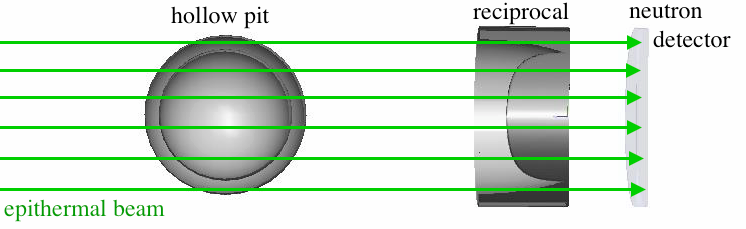 hollow pit
reciprocal
neutron
detector
epithermal beam